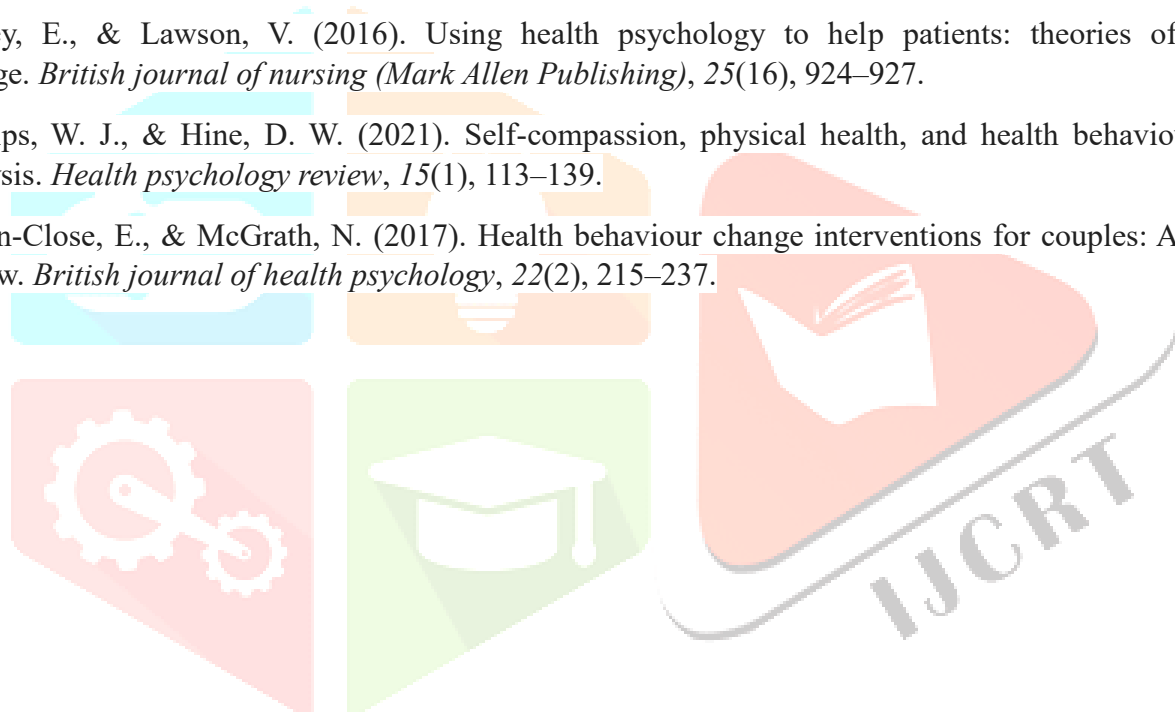 ey, E., & Lawson, V. (2016). Using health psychology to help patients: theories of
ge. British journal of nursing (Mark Allen Publishing), 25(16), 924–927.
ps, W. J., & Hine, D. W. (2021). Self-compassion, physical health, and health behavio
sis. Health psychology review, 15(1), 113–139.
n-Close, E., & McGrath, N. (2017). Health behaviour change interventions for couples: A
w. British journal of health psychology, 22(2), 215–237.
IJCRT